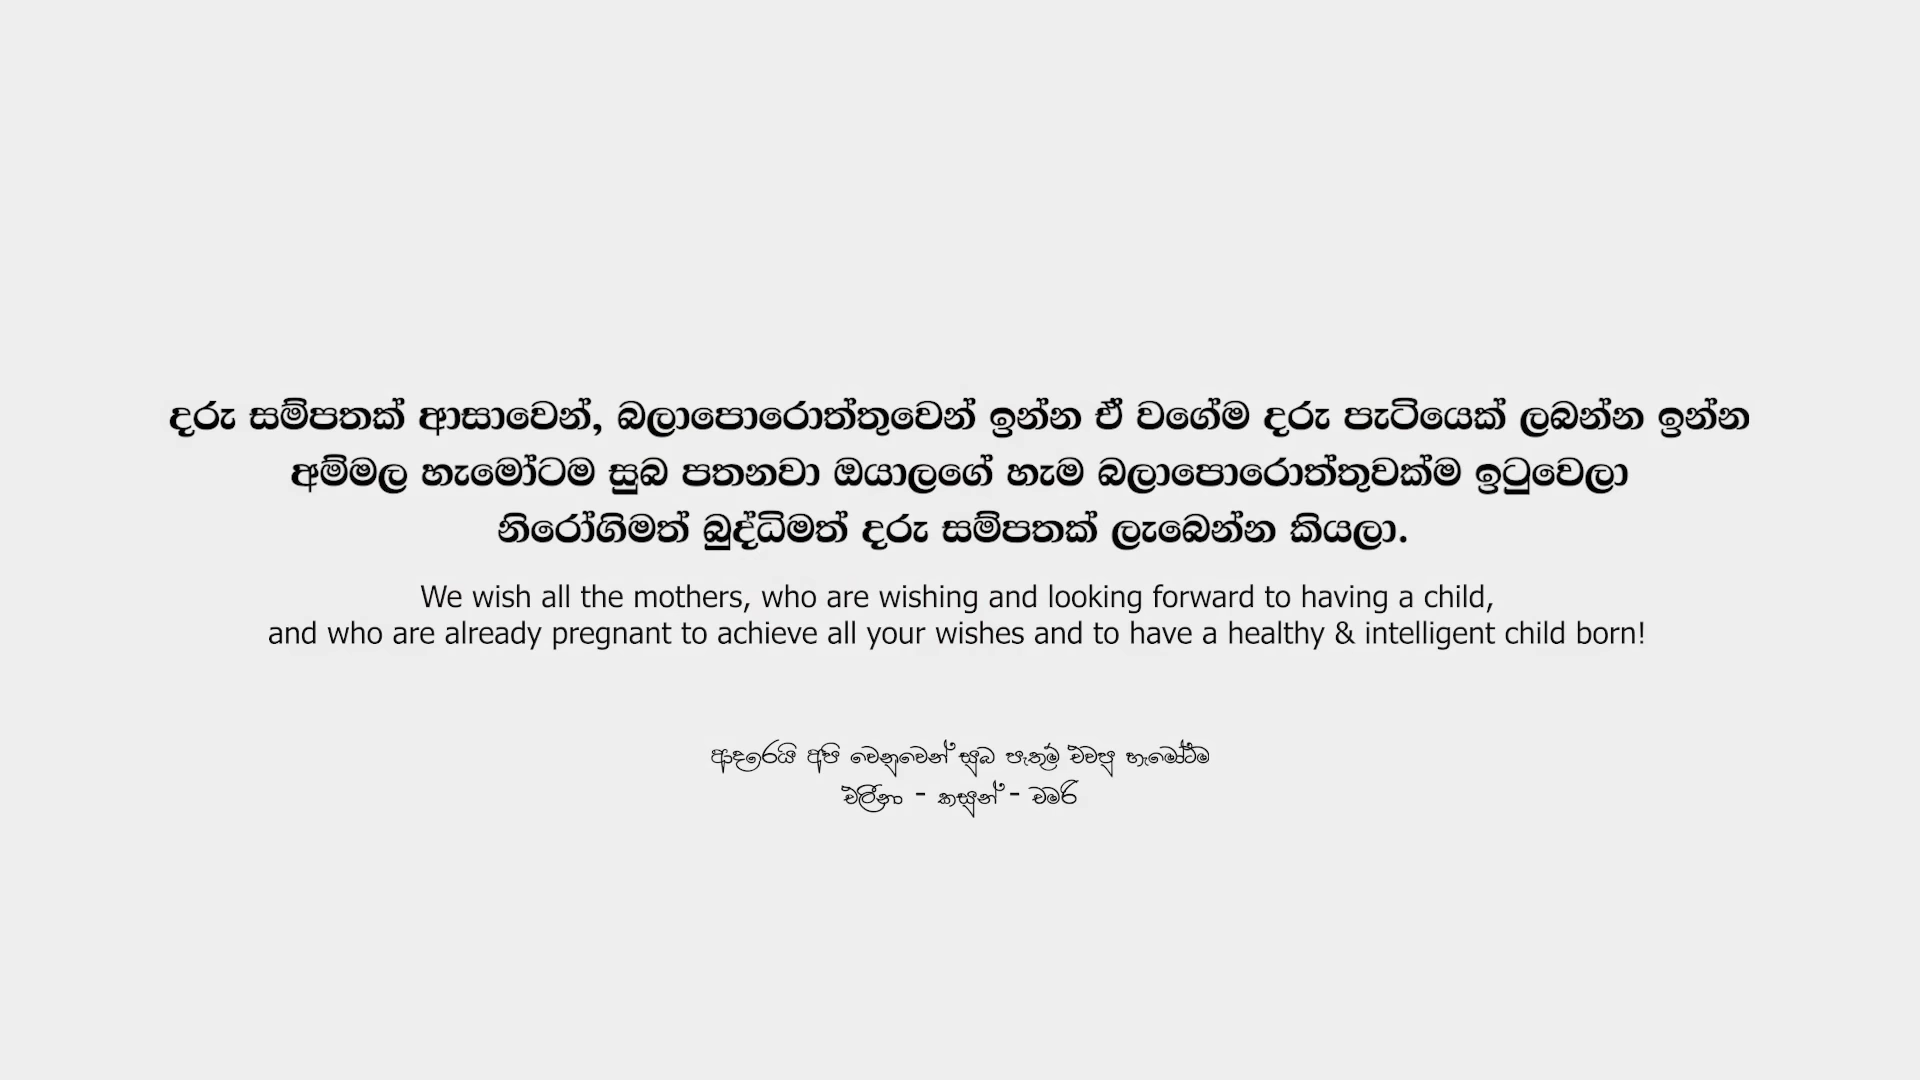 දරු සම්පතක් ආසාවෙන්, බලාපොරොත්තුවෙන් ඉන්න ඒ වගේම දරු පැටියෙක් ලබන්න ඉන්න
අම්මල හැමෝටම සුබ පතනවා ඔයාලගේ හැම බලාපොරොත්තුවක්ම ඉටුවෙලා
නිරෝගිමත් බුද්ධිමත් දරු සම්පතක් ලැබෙන්න කියලා.
We wish all the mothers, who are wishing and looking forward to having a child,
and who are already pregnant to achieve all your wishes and to have a healthy & intelligent child born!
ආදරෙයි අපි වෙනුවෙන් සුබ පැතුම් එවපු හැමෝටම
එලීනා - කසුන් - චමරි